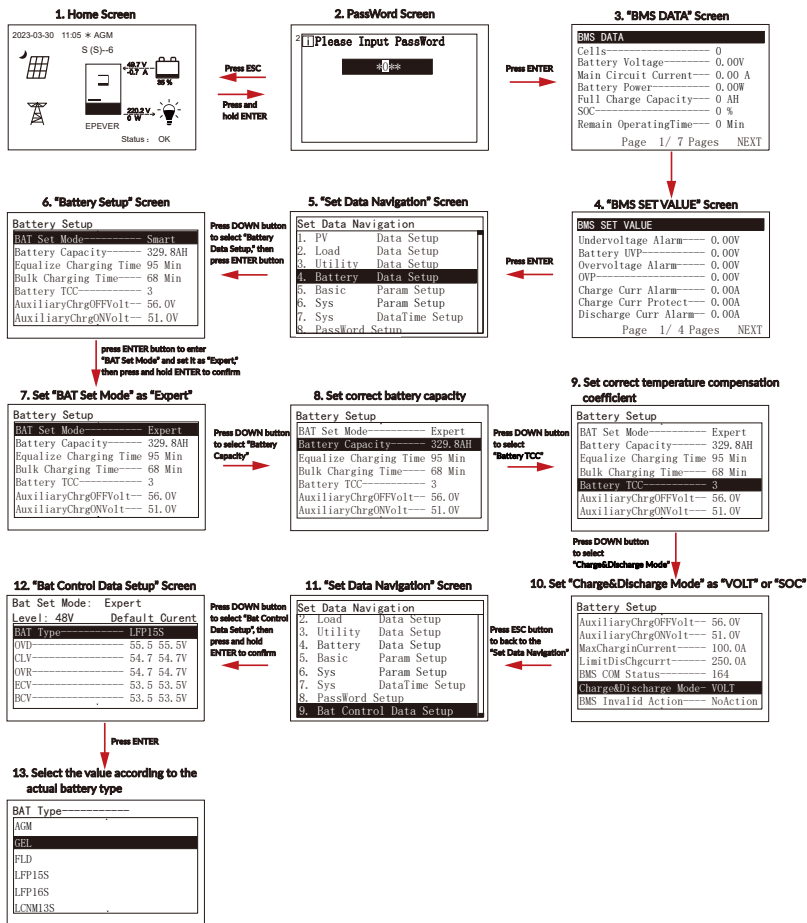 1. Home Screen
2023-03-30 11:05 ☀ AGM
S (S)--6
49.7 V
-0.7 A
35 %
220.2 V
0 W
EPEVER
Status : OK
Press ESC
Press and
hold ENTER
2. PassWord Screen
2
i Please Input PassWord
*0**
Press ENTER
3. “BMS DATA” Screen
BMS DATA
Cells---------------- 0
Battery Voltage------- 0.00V
Main Circuit Current--- 0.00 A
Battery Power--------- 0.00W
Full Charge Capacity--- 0 AH
SOC------------------ 0 %
Remain OperatingTime--- 0 Min
Page 1/ 7 Pages NEXT
6. “Battery Setup” Screen
Battery Setup
BAT Set Mode---------- Smart
Battery Capacity------ 329.8AH
Equalize Charging Time 95 Min
Bulk Charging Time---- 68 Min
Battery TCC----------- 3
AuxiliaryChrgOFFVolt-- 56.0V
AuxiliaryChrgONVolt--- 51.0V
Press DOWN button
to select “Battery
Data Setup,” then
press ENTER button
5. “Set Data Navigation” Screen
Set Data Navigation
1. PV Data Setup
2. Load Data Setup
3. Utility Data Setup
4. Battery Data Setup
5. Basic Param Setup
6. Sys Param Setup
7. Sys DataTime Setup
8. PassWord Setup
Press ENTER
4. “BMS SET VALUE” Screen
BMS SET VALUE
Undervoltage Alarm---- 0.00V
Battery UVP----------- 0.00V
Overvoltage Alarm----- 0.00V
OVP------------------- 0.00V
Charge Curr Alarm----- 0.00A
Charge Curr Protect--- 0.00A
Discharge Curr Alarm-- 0.00A
Page 1/ 4 Pages NEXT
press ENTER button to enter
“BAT Set Mode” and set it as “Expert,”
then press and hold ENTER to confirm
7. Set “BAT Set Mode” as “Expert”
Battery Setup
BAT Set Mode---------- Expert
Battery Capacity------ 329.8AH
Equalize Charging Time 95 Min
Bulk Charging Time---- 68 Min
Battery TCC----------- 3
AuxiliaryChrgOFFVolt-- 56.0V
AuxiliaryChrgONVolt--- 51.0V
Press DOWN button
to select “Battery
Capacity”
8. Set correct battery capacity
Battery Setup
BAT Set Mode---------- Expert
Battery Capacity------ 329.8AH
Equalize Charging Time 95 Min
Bulk Charging Time---- 68 Min
Battery TCC----------- 3
AuxiliaryChrgOFFVolt-- 56.0V
AuxiliaryChrgONVolt--- 51.0V
Press DOWN button
to select
“Battery TCC”
9. Set correct temperature compensation
coefficient
Battery Setup
BAT Set Mode---------- Expert
Battery Capacity------ 329.8AH
Equalize Charging Time 95 Min
Bulk Charging Time---- 68 Min
Battery TCC----------- 3
AuxiliaryChrgOFFVolt-- 56.0V
AuxiliaryChrgONVolt--- 51.0V
Press DOWN button
to select
“Charge&Discharge Mode”
12. “Bat Control Data Setup” Screen
Bat Set Mode: Expert
Level: 48V Default Curent
BAT Type------------ LFP15S
OVD----------------- 55.5 55.5V
CLV----------------- 54.7 54.7V
OVR----------------- 54.7 54.7V
ECV----------------- 53.5 53.5V
BCV----------------- 53.5 53.5V
Press DOWN button
to select “Bat Control
Data Setup”, then
press and hold
ENTER to confirm
11. “Set Data Navigation” Screen
Set Data Navigation
2. Load Data Setup
3. Utility Data Setup
4. Battery Data Setup
5. Basic Param Setup
6. Sys Param Setup
7. Sys DataTime Setup
8. PassWord Setup
9. Bat Control Data Setup
Press ESC button
to back to the
“Set Data Navigation”
10. Set “Charge&Discharge Mode” as “VOLT” or “SOC”
Battery Setup
AuxiliaryChrgOFFVolt-- 56.0V
AuxiliaryChrgONVolt--- 51.0V
MaxCharginCurrent----- 100.0A
LimitDisChgcurrt------ 250.0A
BMS COM Status-------- 164
Charge&Discharge Mode- VOLT
BMS Invalid Action---- NoAction
Press ENTER
13. Select the value according to the
actual battery type
BAT Type-----------
AGM
GEL
FLD
LFP15S
LFP16S
LCNM13S